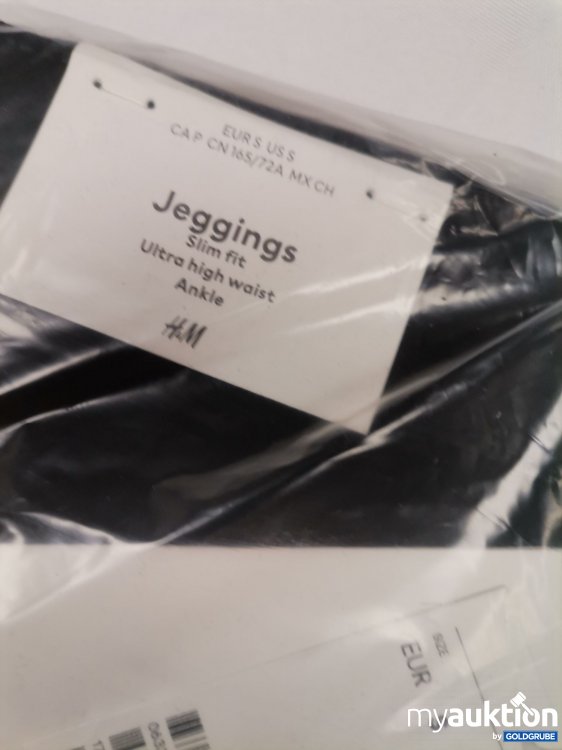 EUR S US S
CA P CN 165/72A MX CH
Jeggings
Slim fit
Ultra high waist
Ankle
H&M
SIZE
EUR
myauktion
by GOLDGRUBE